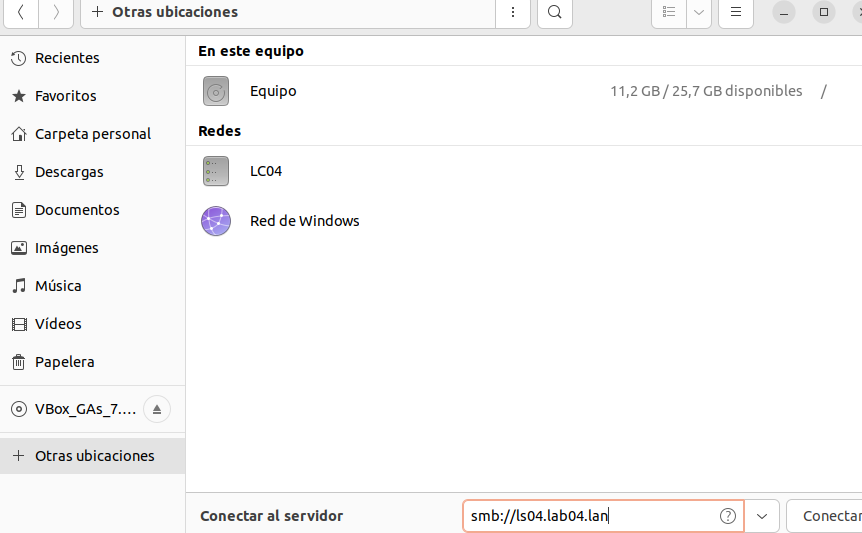 Otras ubicaciones
En este equipo
Recientes
Equipo 11,2 GB / 25,7 GB disponibles /
Favoritos
Redes
Carpeta personal
LC04
Descargas
Documentos
Red de Windows
Imágenes
Música
Vídeos
Papelera
VBox_GAs_7....
Otras ubicaciones
Conectar al servidor smb://ls04.lab04.lan Conectar